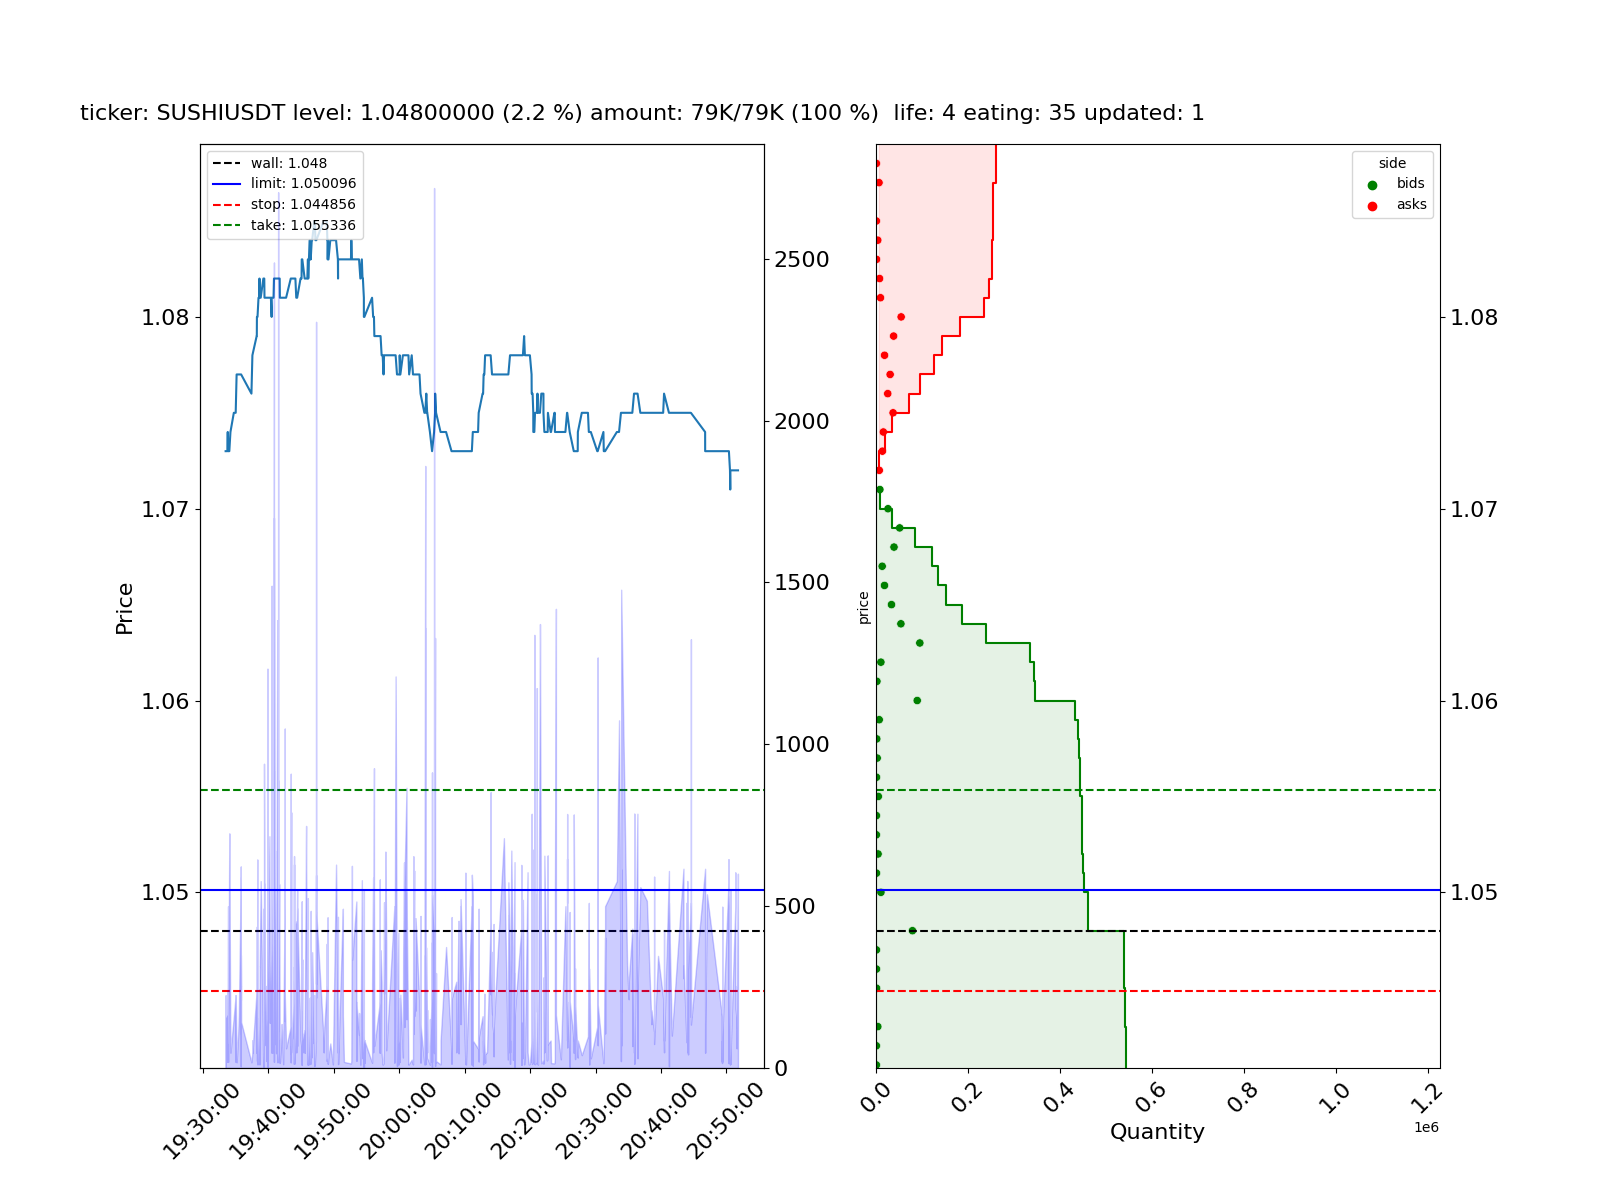 ticker: SUSHIUSDT level: 1.04800000 (2.2 %) amount: 79K/79K (100 %)  life: 4 eating: 35 updated: 1
wall: 1.048
limit: 1.050096
stop: 1.044856
take: 1.055336
Price
1.08
1.07
1.06
1.05
2500
2000
1500
1000
500
0
19:30:00
19:40:00
19:50:00
20:00:00
20:10:00
20:20:00
20:30:00
20:40:00
20:50:00
side
bids
asks
price
1.08
1.07
1.06
1.05
0.0
0.2
0.4
0.6
0.8
1.0
1.2
1e6
Quantity